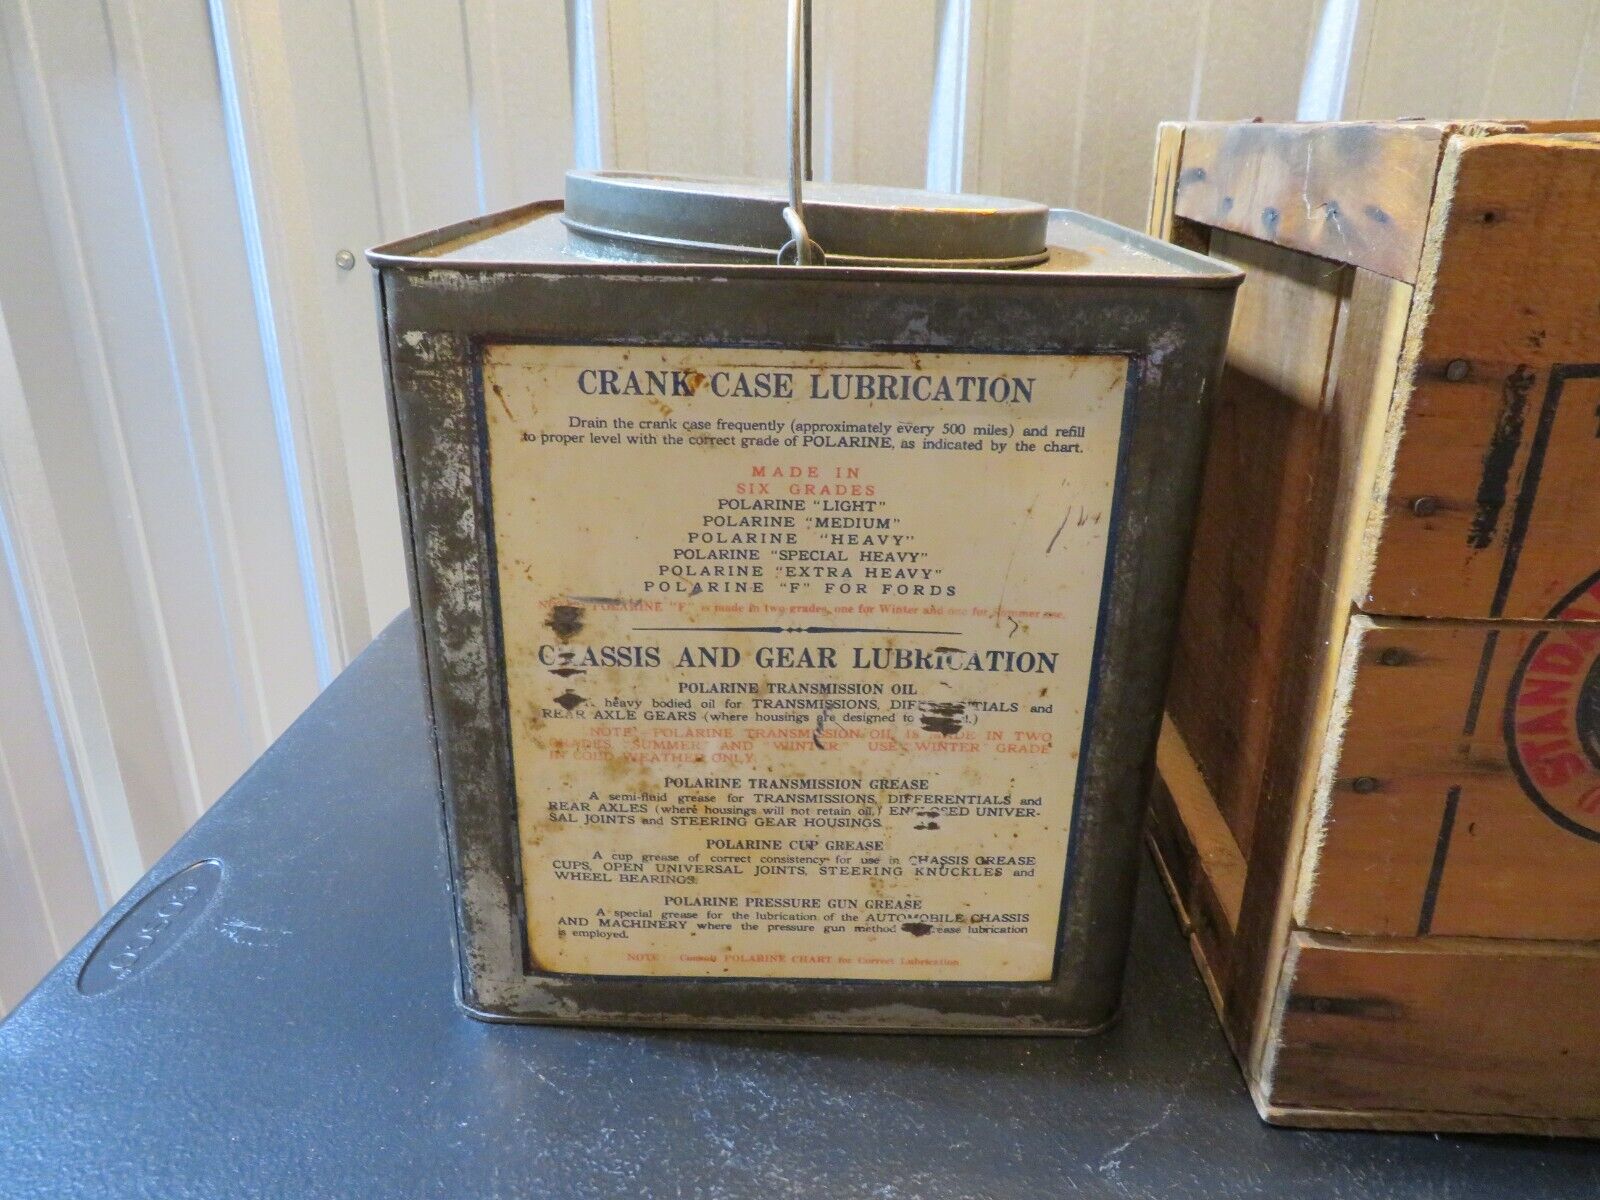 CRANK CASE LUBRICATION
Drain the crank case frequently (approximately every 500 miles) and refill
to proper level with the correct grade of POLARINE, as indicated by the chart.
MADE IN
SIX GRADES
POLARINE "LIGHT"
POLARINE "MEDIUM"
POLARINE "HEAVY"
POLARINE "SPECIAL HEAVY"
POLARINE "EXTRA HEAVY"
POLARINE "F" FOR FORDS
POLARINE "F" is made in two grades, one for Winter and one for Summer use.
CHASSIS AND GEAR LUBRICATION
POLARINE TRANSMISSION OIL
A heavy bodied oil for TRANSMISSIONS, DIFFERENTIALS and
REAR AXLE GEARS (where housings are designed to
NOTE: POLARINE TRANSMISSION OIL IS MADE IN TWO
GRADES "SUMMER" AND "WINTER." USE "WINTER" GRADE
IN COLD WEATHER ONLY.
POLARINE TRANSMISSION GREASE
A semi-fluid grease for TRANSMISSIONS, DIFFERENTIALS and
REAR AXLES (where housings will not retain oil,) ENCLOSED UNIVER-
SAL JOINTS and STEERING GEAR HOUSINGS.
POLARINE CUP GREASE
A cup grease of correct consistency for use in CHASSIS GREASE
CUPS, OPEN UNIVERSAL JOINTS, STEERING KNUCKLES and
WHEEL BEARINGS.
POLARINE PRESSURE GUN GREASE
A special grease for the lubrication of the AUTOMOBILE CHASSIS
AND MACHINERY where the pressure gun method grease lubrication
is employed.
NOTE: Consult POLARINE CHART for Correct Lubrication
STANDA
COSCO